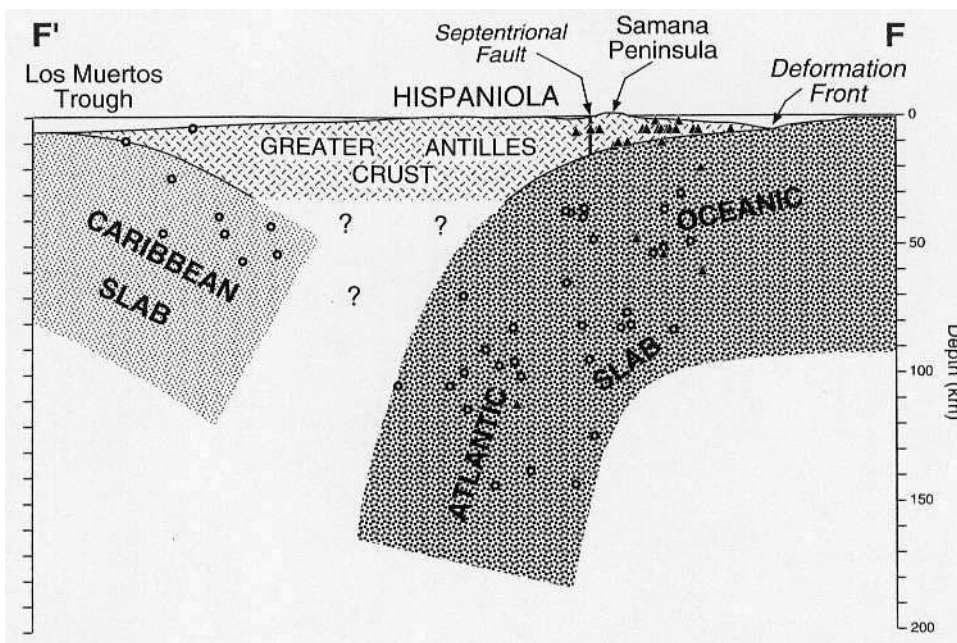 F'
F
Septentrional
Fault
Samana
Peninsula
Los Muertos
Trough
HISPANIOLA
Deformation
Front
GREATER ANTILLES
CRUST
CARIBBEAN
SLAB
?
?
?
OCEANIC
SLAB
ATLANTIC
0
50
100
150
200
Depth (km)